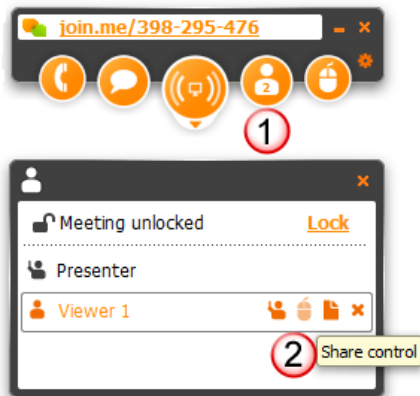 join.me/398-295-476
2
1
Meeting unlocked Lock
Presenter
Viewer 1
2 Share control